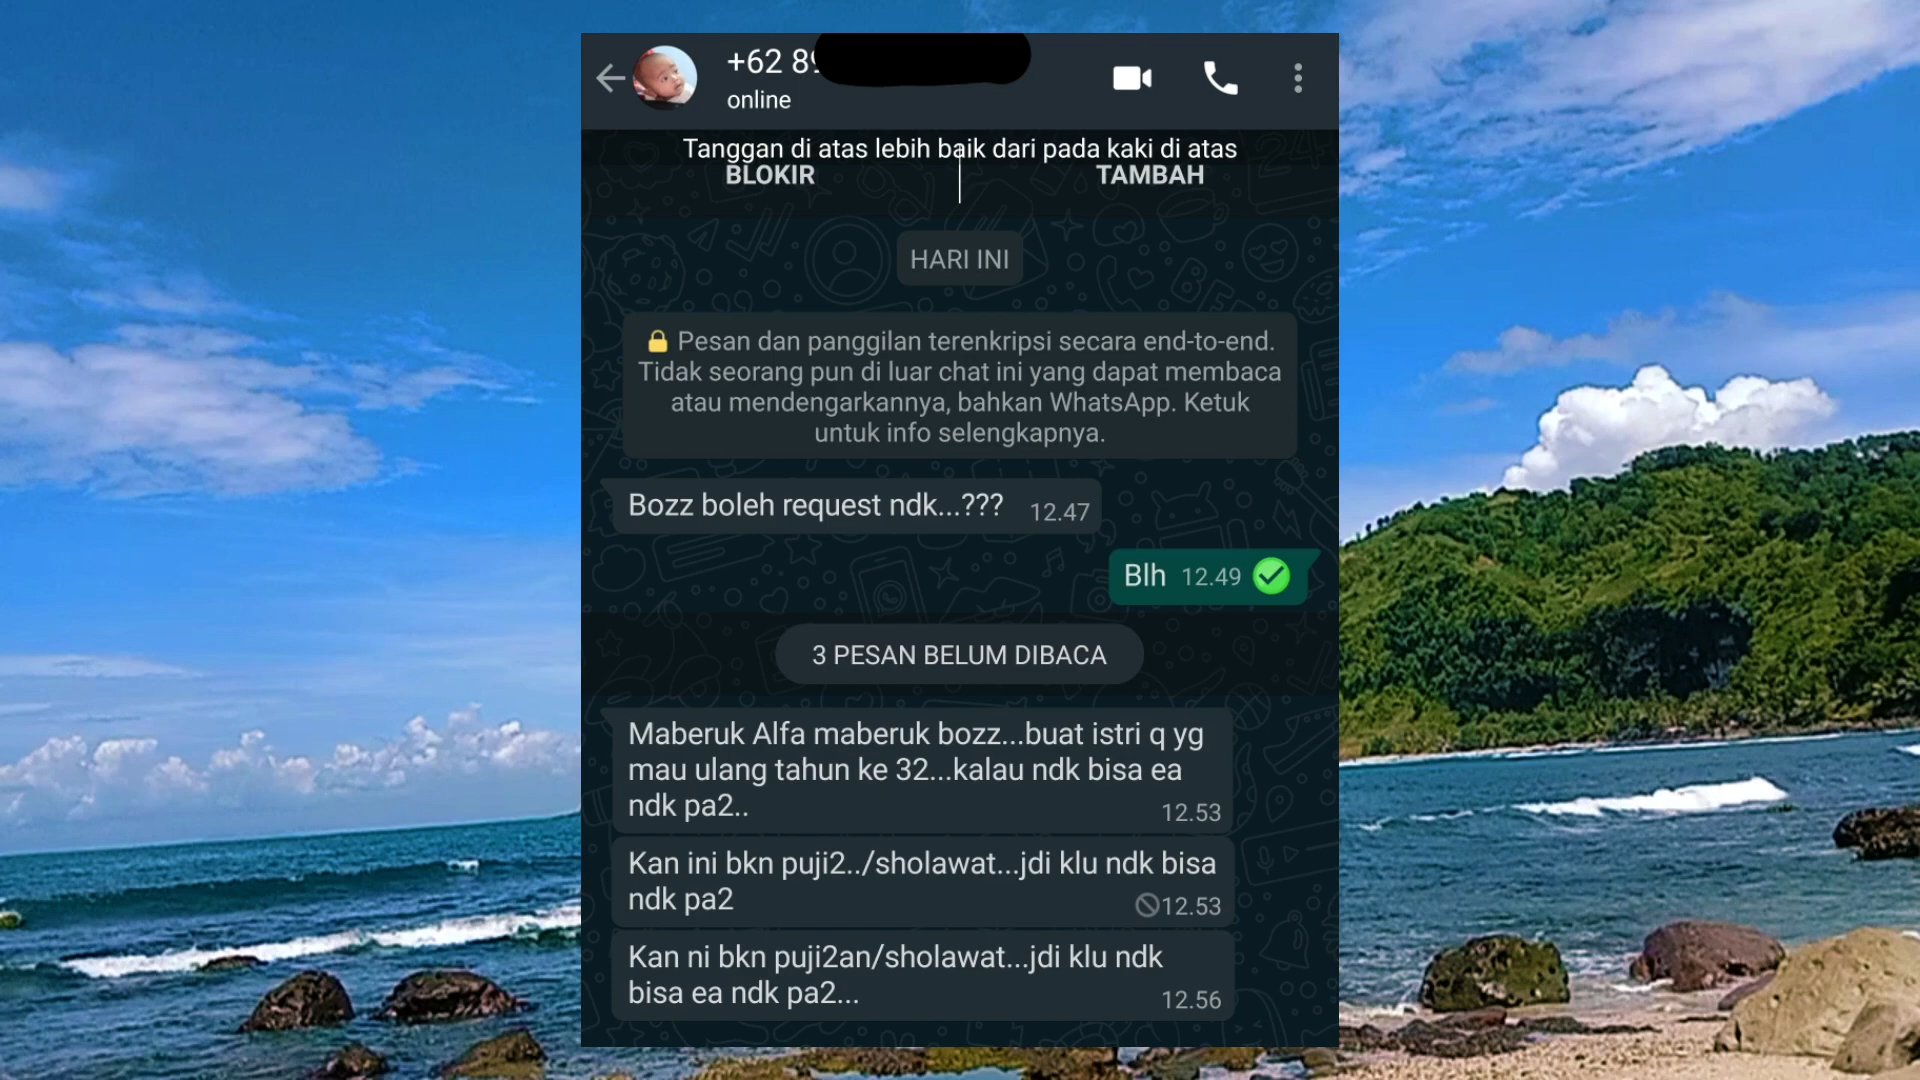 +62 89
online
Tanggan di atas lebih baik dari pada kaki di atas
BLOKIR TAMBAH
HARI INI
🔒 Pesan dan panggilan terenkripsi secara end-to-end.
Tidak seorang pun di luar chat ini yang dapat membaca
atau mendengarkannya, bahkan WhatsApp. Ketuk
untuk info selengkapnya.
Bozz boleh request ndk...??? 12.47
Blh 12.49
3 PESAN BELUM DIBACA
Maberuk Alfa maberuk bozz...buat istri q yg
mau ulang tahun ke 32...kalau ndk bisa ea
ndk pa2.. 12.53
Kan ini bkn puji2../sholawat...jdi klu ndk bisa
ndk pa2 12.53
Kan ni bkn puji2an/sholawat...jdi klu ndk
bisa ea ndk pa2... 12.56